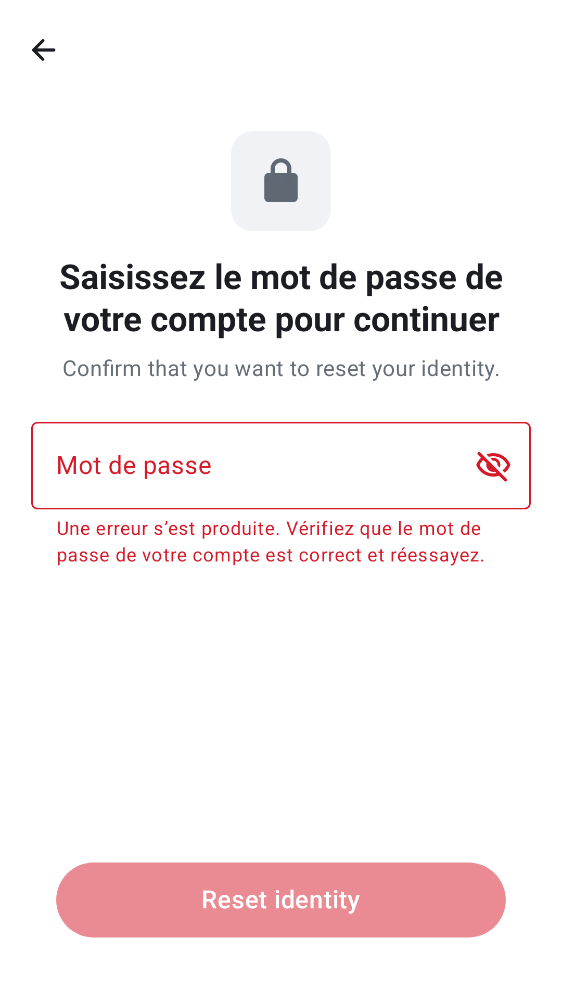 Saisissez le mot de passe de
votre compte pour continuer
Confirm that you want to reset your identity.
Mot de passe
Une erreur s’est produite. Vérifiez que le mot de
passe de votre compte est correct et réessayez.
Reset identity